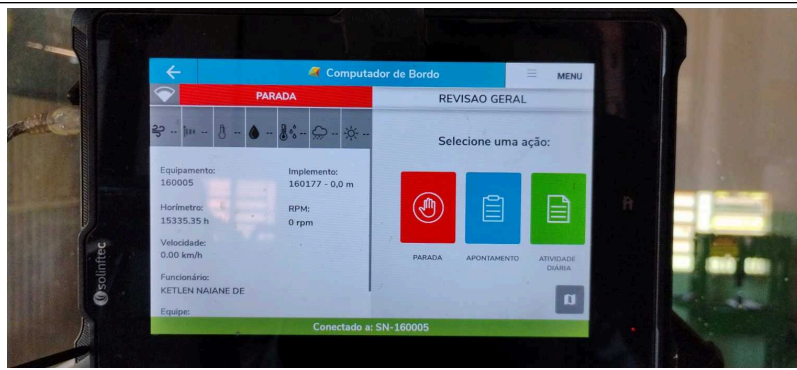 Computador de Bordo
MENU
PARADA
REVISAO GERAL
-- -- -- -- -- -- --
Selecione uma ação:
Equipamento:
160005
Implemento:
160177 - 0,0 m
Horímetro:
15335.35 h
RPM:
0 rpm
Velocidade:
0.00 km/h
Funcionário:
KETLEN NAIANE DE
Equipe:
PARADA
APONTAMENTO
ATIVIDADE
DIARIA
Conectado a: SN-160005
solinftec